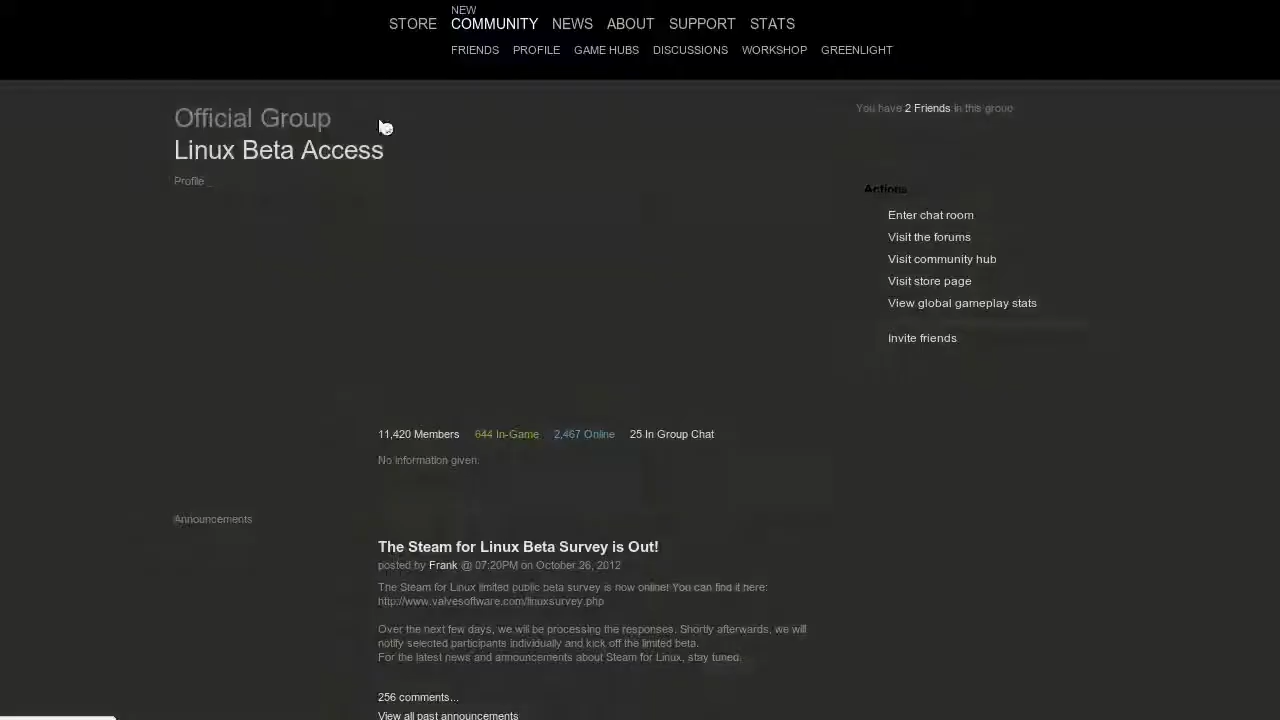 NEW
STORE COMMUNITY NEWS ABOUT SUPPORT STATS
FRIENDS PROFILE GAME HUBS DISCUSSIONS WORKSHOP GREENLIGHT
Official Group
Linux Beta Access
Profile
You have 2 Friends in this group
Actions
Enter chat room
Visit the forums
Visit community hub
Visit store page
View global gameplay stats
Invite friends
11,420 Members 644 In-Game 2,467 Online 25 In Group Chat
No information given.
Announcements
The Steam for Linux Beta Survey is Out!
posted by Frank @ 07:20PM on October 26, 2012
The Steam for Linux limited public beta survey is now online! You can find it here:
http://www.valvesoftware.com/linuxsurvey.php
Over the next few days, we will be processing the responses. Shortly afterwards, we will
notify selected participants individually and kick off the limited beta.
For the latest news and announcements about Steam for Linux, stay tuned.
256 comments...
View all past announcements